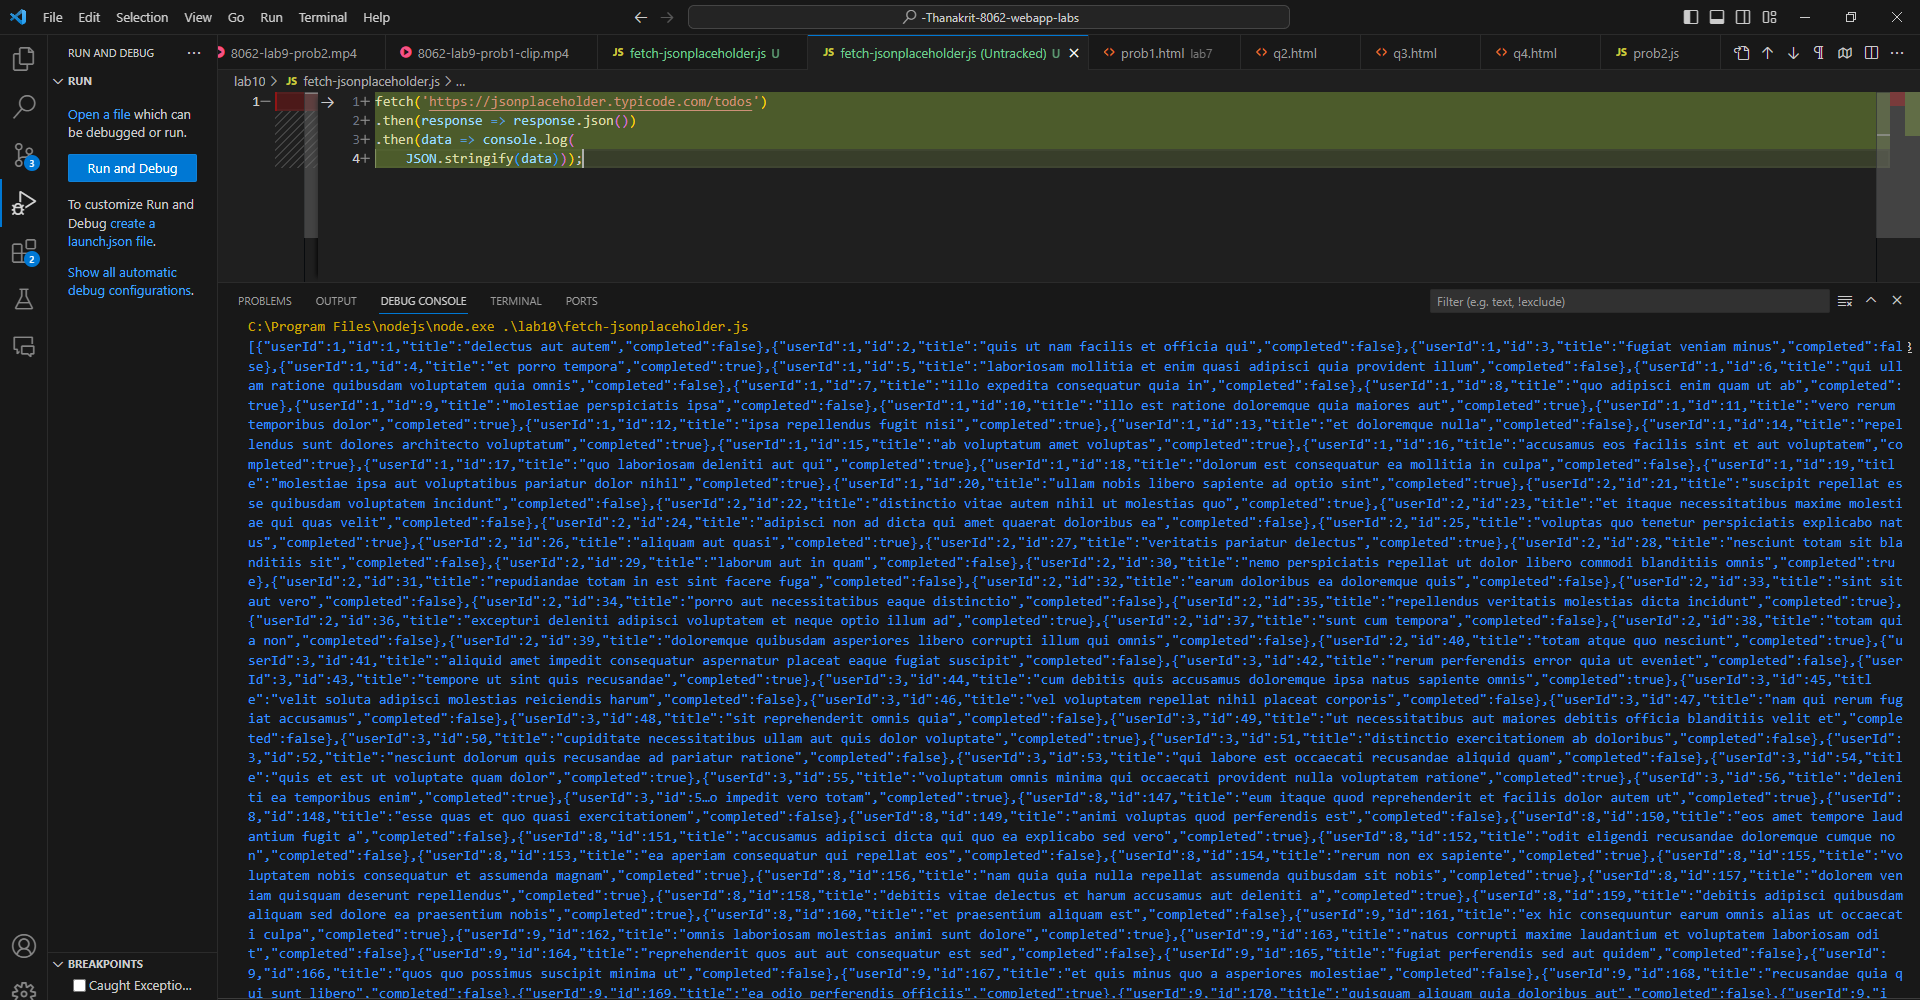 File Edit Selection View Go Run Terminal Help
-Thanakrit-8062-webapp-labs
RUN AND DEBUG
8062-lab9-prob2.mp4
8062-lab9-prob1-clip.mp4
JS fetch-jsonplaceholder.js U
JS fetch-jsonplaceholder.js (Untracked) U
prob1.html lab7
q2.html
q3.html
q4.html
JS prob2.js
RUN
Open a file which
can be debugged or run.
Run and Debug
To customize Run and
Debug create a
launch.json file.
Show all automatic
debug configurations.
3
2
lab10 > JS fetch-jsonplaceholder.js > ...
1− → 1+ fetch('https://jsonplaceholder.typicode.com/todos')
2+ .then(response => response.json())
3+ .then(data => console.log(
4+ JSON.stringify(data)));
PROBLEMS OUTPUT DEBUG CONSOLE TERMINAL PORTS
Filter (e.g. text, !exclude)
C:\Program Files\nodejs\node.exe .\lab10\fetch-jsonplaceholder.js
[{"userId":1,"id":1,"title":"delectus aut autem","completed":false},{"userId":1,"id":2,"title":"quis ut nam facilis et officia qui","completed":false},{"userId":1,"id":3,"title":"fugiat veniam minus","completed":fal
se},{"userId":1,"id":4,"title":"et porro tempora","completed":true},{"userId":1,"id":5,"title":"laboriosam mollitia et enim quasi adipisci quia provident illum","completed":false},{"userId":1,"id":6,"title":"qui ull
am ratione quibusdam voluptatem quia omnis","completed":false},{"userId":1,"id":7,"title":"illo expedita consequatur quia in","completed":false},{"userId":1,"id":8,"title":"quo adipisci enim quam ut ab","completed":
true},{"userId":1,"id":9,"title":"molestiae perspiciatis ipsa","completed":false},{"userId":1,"id":10,"title":"illo est ratione doloremque quia maiores aut","completed":true},{"userId":1,"id":11,"title":"vero rerum
temporibus dolor","completed":true},{"userId":1,"id":12,"title":"ipsa repellendus fugit nisi","completed":true},{"userId":1,"id":13,"title":"et doloremque nulla","completed":false},{"userId":1,"id":14,"title":"repel
lendus sunt dolores architecto voluptatum","completed":true},{"userId":1,"id":15,"title":"ab voluptatum amet voluptas","completed":true},{"userId":1,"id":16,"title":"accusamus eos facilis sint et aut voluptatem","co
mpleted":true},{"userId":1,"id":17,"title":"quo laboriosam deleniti aut qui","completed":true},{"userId":1,"id":18,"title":"dolorum est consequatur ea mollitia in culpa","completed":false},{"userId":1,"id":19,"titl
e":"molestiae ipsa aut voluptatibus pariatur dolor nihil","completed":true},{"userId":1,"id":20,"title":"ullam nobis libero sapiente ad optio sint","completed":true},{"userId":2,"id":21,"title":"suscipit repellat es
se quibusdam voluptatem incidunt","completed":false},{"userId":2,"id":22,"title":"distinctio vitae autem nihil ut molestias quo","completed":true},{"userId":2,"id":23,"title":"et itaque necessitatibus maxime molesti
ae qui quas velit","completed":false},{"userId":2,"id":24,"title":"adipisci non ad dicta qui amet quaerat doloribus ea","completed":false},{"userId":2,"id":25,"title":"voluptas quo tenetur perspiciatis explicabo nat
us","completed":true},{"userId":2,"id":26,"title":"aliquam aut quasi","completed":true},{"userId":2,"id":27,"title":"veritatis pariatur delectus","completed":true},{"userId":2,"id":28,"title":"nesciunt totam sit bla
nditiis sit","completed":false},{"userId":2,"id":29,"title":"laborum aut in quam","completed":false},{"userId":2,"id":30,"title":"nemo perspiciatis repellat ut dolor libero commodi blanditiis omnis","completed":tru
e},{"userId":2,"id":31,"title":"repudiandae totam in est sint facere fuga","completed":false},{"userId":2,"id":32,"title":"earum doloribus ea doloremque quis","completed":false},{"userId":2,"id":33,"title":"sint sit
aut vero","completed":false},{"userId":2,"id":34,"title":"porro aut necessitatibus eaque distinctio","completed":false},{"userId":2,"id":35,"title":"repellendus veritatis molestias dicta incidunt","completed":true},
{"userId":2,"id":36,"title":"excepturi deleniti adipisci voluptatem et neque optio illum ad","completed":true},{"userId":2,"id":37,"title":"sunt cum tempora","completed":false},{"userId":2,"id":38,"title":"totam qui
a non","completed":false},{"userId":2,"id":39,"title":"doloremque quibusdam asperiores libero corrupti illum qui omnis","completed":false},{"userId":2,"id":40,"title":"totam atque quo nesciunt","completed":true},{"u
serId":3,"id":41,"title":"aliquid amet impedit consequatur aspernatur placeat eaque fugiat suscipit","completed":false},{"userId":3,"id":42,"title":"rerum perferendis error quia ut eveniet","completed":false},{"user
Id":3,"id":43,"title":"tempore ut sint quis recusandae","completed":true},{"userId":3,"id":44,"title":"cum debitis quis accusamus doloremque ipsa natus sapiente omnis","completed":true},{"userId":3,"id":45,"titl
e":"velit soluta adipisci molestias reiciendis harum","completed":false},{"userId":3,"id":46,"title":"vel voluptatem repellat nihil placeat corporis","completed":false},{"userId":3,"id":47,"title":"nam qui rerum fug
iat accusamus","completed":false},{"userId":3,"id":48,"title":"sit reprehenderit omnis quia","completed":false},{"userId":3,"id":49,"title":"ut necessitatibus aut maiores debitis officia blanditiis velit et","comple
ted":false},{"userId":3,"id":50,"title":"cupiditate necessitatibus ullam aut quis dolor voluptate","completed":true},{"userId":3,"id":51,"title":"distinctio exercitationem ab doloribus","completed":false},{"userId":
3,"id":52,"title":"nesciunt dolorum quis recusandae ad pariatur ratione","completed":false},{"userId":3,"id":53,"title":"qui labore est occaecati recusandae aliquid quam","completed":false},{"userId":3,"id":54,"titl
e":"quis et est ut voluptate quam dolor","completed":true},{"userId":3,"id":55,"title":"voluptatum omnis minima qui occaecati provident nulla voluptatem ratione","completed":true},{"userId":3,"id":56,"title":"deleni
ti ea temporibus enim","completed":true},{"userId":3,"id":5…o impedit vero totam","completed":true},{"userId":8,"id":147,"title":"eum itaque quod reprehenderit et facilis dolor autem ut","completed":true},{"userId":
8,"id":148,"title":"esse quas et quo quasi exercitationem","completed":false},{"userId":8,"id":149,"title":"animi voluptas quod perferendis est","completed":false},{"userId":8,"id":150,"title":"eos amet tempore laud
antium fugit a","completed":false},{"userId":8,"id":151,"title":"accusamus adipisci dicta qui quo ea explicabo sed vero","completed":true},{"userId":8,"id":152,"title":"odit eligendi recusandae doloremque cumque no
n","completed":false},{"userId":8,"id":153,"title":"ea aperiam consequatur qui repellat eos","completed":false},{"userId":8,"id":154,"title":"rerum non ex sapiente","completed":true},{"userId":8,"id":155,"title":"vo
luptatem nobis consequatur et assumenda magnam","completed":true},{"userId":8,"id":156,"title":"nam quia quia nulla repellat assumenda quibusdam sit nobis","completed":true},{"userId":8,"id":157,"title":"dolorem ven
iam quisquam deserunt repellendus","completed":true},{"userId":8,"id":158,"title":"debitis vitae delectus et harum accusamus aut deleniti a","completed":true},{"userId":8,"id":159,"title":"debitis adipisci quibusdam
aliquam sed dolore ea praesentium nobis","completed":true},{"userId":8,"id":160,"title":"et praesentium aliquam est","completed":false},{"userId":9,"id":161,"title":"ex hic consequuntur earum omnis alias ut occaecat
i culpa","completed":true},{"userId":9,"id":162,"title":"omnis laboriosam molestias animi sunt dolore","completed":true},{"userId":9,"id":163,"title":"natus corrupti maxime laudantium et voluptatem laboriosam odi
t","completed":false},{"userId":9,"id":164,"title":"reprehenderit quos aut aut consequatur est sed","completed":false},{"userId":9,"id":165,"title":"fugiat perferendis sed aut quidem","completed":false},{"userId":
9,"id":166,"title":"quos quo possimus suscipit minima ut","completed":false},{"userId":9,"id":167,"title":"et quis minus quo a asperiores molestiae","completed":false},{"userId":9,"id":168,"title":"recusandae quia q
ui sunt libero","completed":false},{"userId":9,"id":169,"title":"ea odio perferendis officiis","completed":true},{"userId":9,"id":170,"title":"quisquam aliquam quia doloribus aut","completed":false},{"userId":9,"i
BREAKPOINTS
Caught Exceptio...